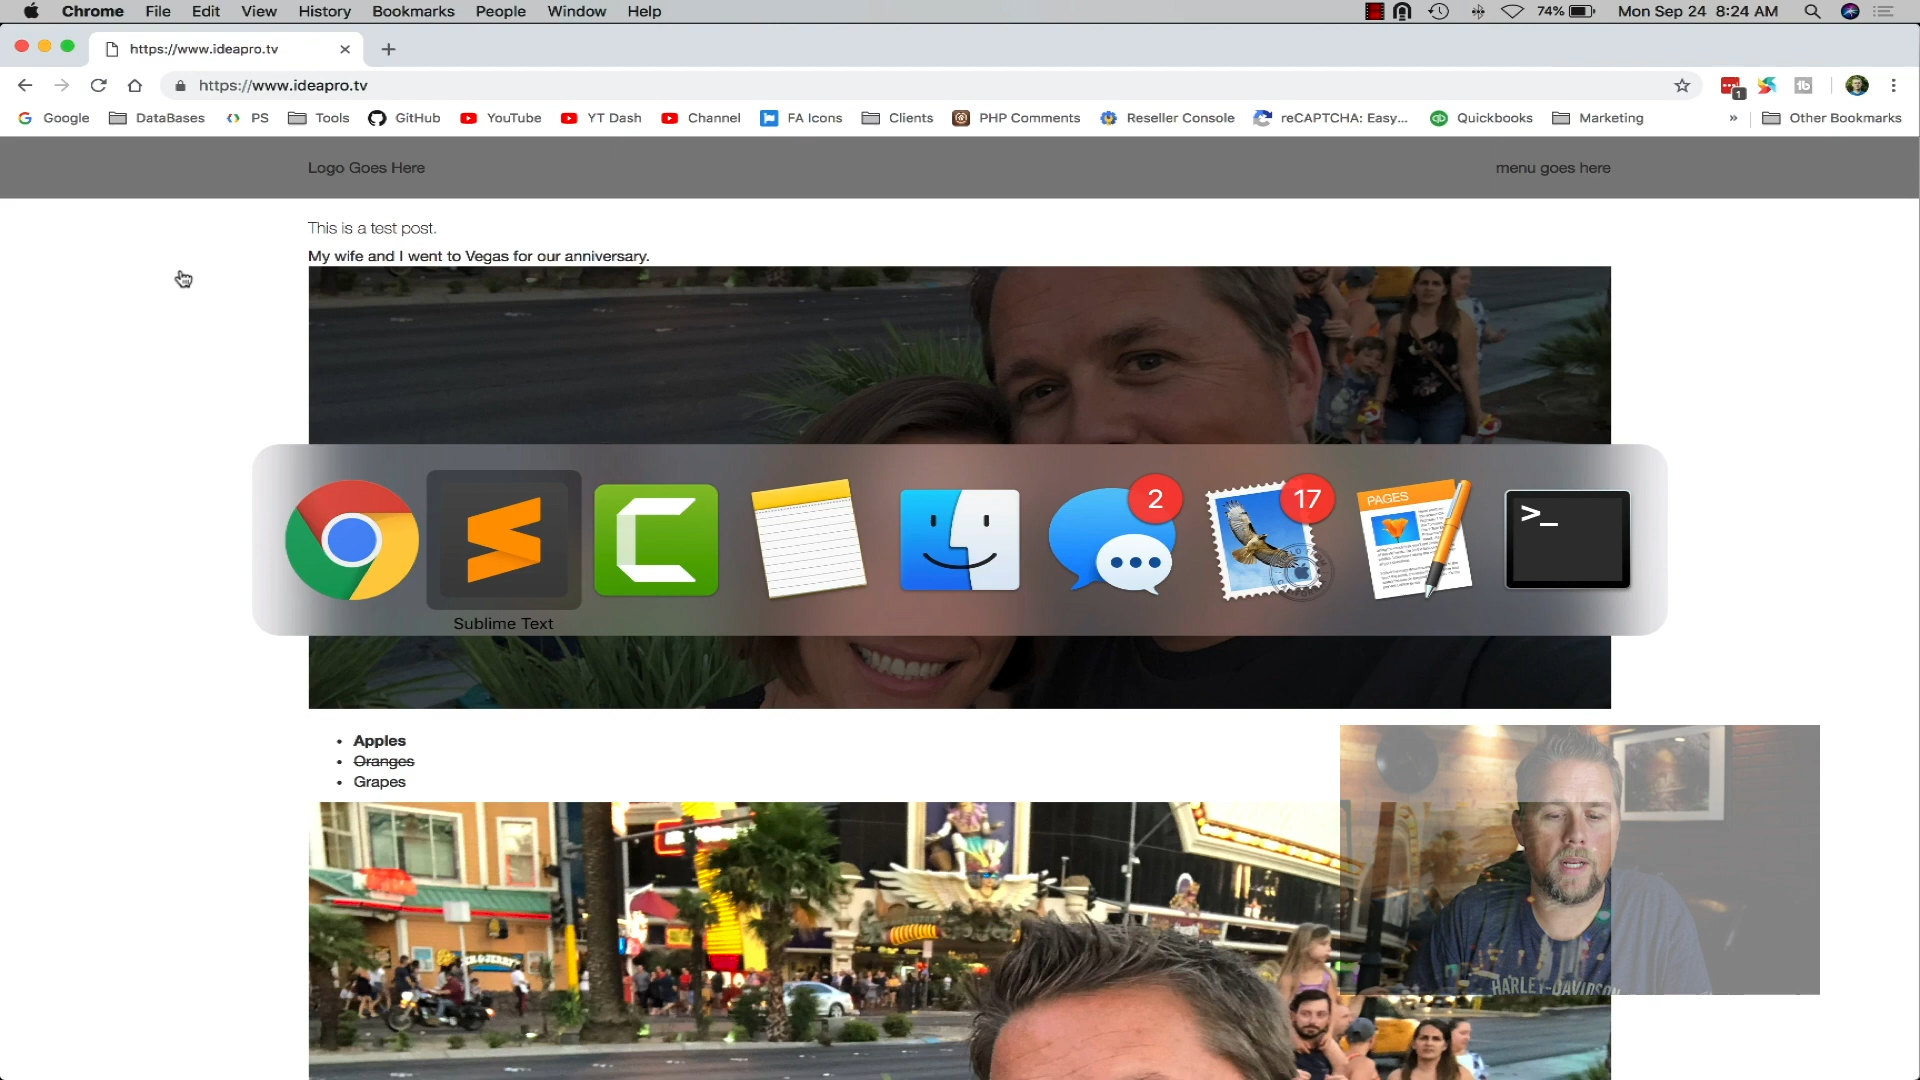 Chrome File Edit View History Bookmarks People Window Help 74% Mon Sep 24 8:24 AM
https://www.ideapro.tv
https://www.ideapro.tv 1
Google DataBases PS Tools GitHub YouTube YT Dash Channel FA Icons Clients PHP Comments Reseller Console reCAPTCHA: Easy... Quickbooks Marketing » Other Bookmarks
Logo Goes Here menu goes here
This is a test post.
My wife and I went to Vegas for our anniversary.
2 17 PAGES >_
Sublime Text
• Apples
• Oranges
• Grapes
HARLEY-DAVIDSON